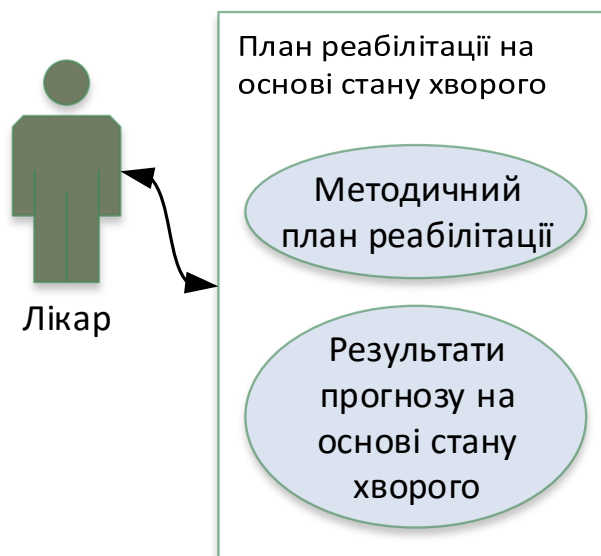 План реабілітації на
основі стану хворого
Методичний
план реабілітації
Лікар
Результати
прогнозу на
основі стану
хворого